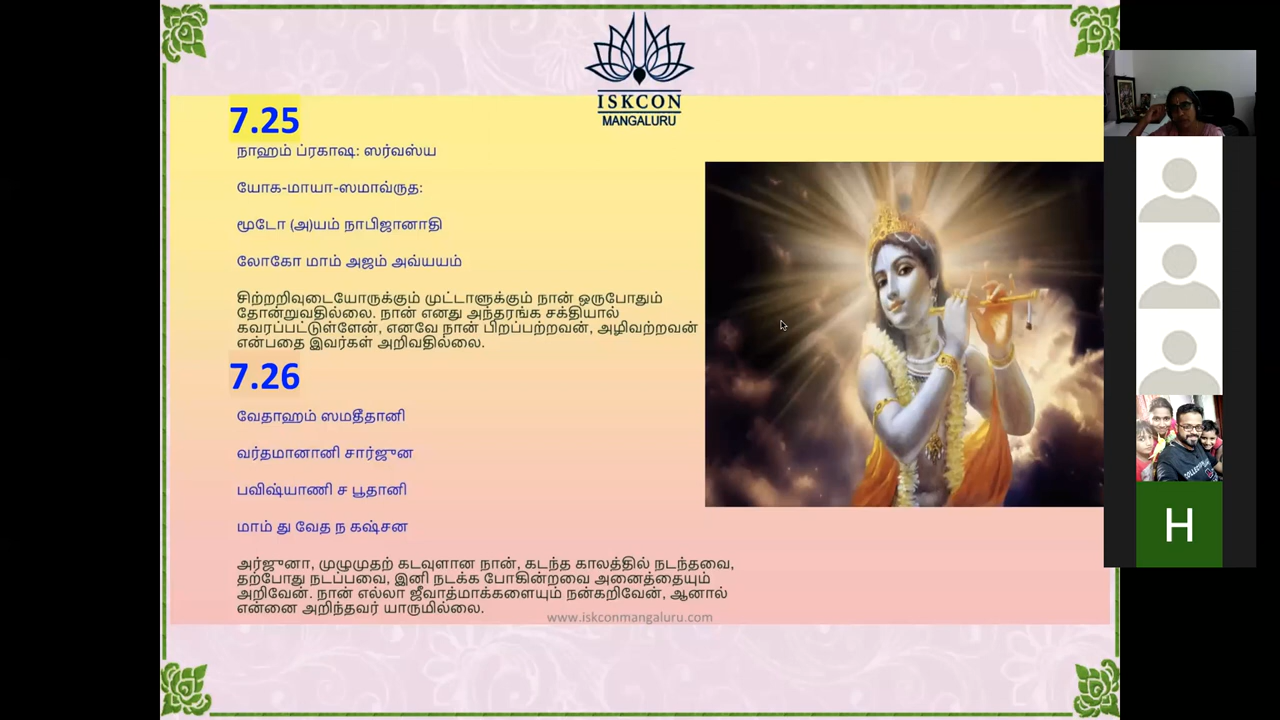 ISKCON
MANGALURU
7.25
நாஹம் ப்ரகாஷ: ஸர்வஸ்ய
யோக-மாயா-ஸமாவ்ருத:
மூடோ (அ)யம் நாபிஜானாதி
லோகோ மாம் அஜம் அவ்யயம்
சிற்றறிவுடையோருக்கும் முட்டாளுக்கும் நான் ஒருபோதும்
தோன்றுவதில்லை. நான் எனது அந்தரங்க சக்தியால்
கவரப்பட்டுள்ளேன், எனவே நான் பிறப்பற்றவன், அழிவற்றவன்
என்பதை இவர்கள் அறிவதில்லை.
7.26
வேதாஹம் ஸமதீதானி
வர்தமானானி சார்ஜுன
பவிஷ்யாணி ச பூதானி
மாம் து வேத ந கஷ்சன
அர்ஜுனா, முழுமுதற் கடவுளான நான், கடந்த காலத்தில் நடந்தவை,
தற்போது நடப்பவை, இனி நடக்க போகின்றவை அனைத்தையும்
அறிவேன். நான் எல்லா ஜீவாத்மாக்களையும் நன்கறிவேன், ஆனால்
என்னை அறிந்தவர் யாருமில்லை.
www.iskconmangaluru.com
H